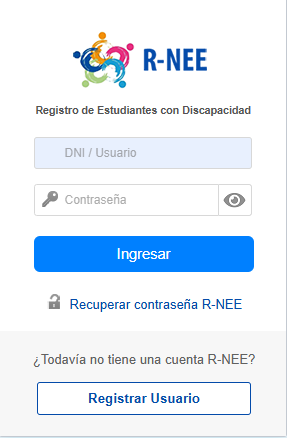 R-NEE
Registro de Estudiantes con Discapacidad
DNI / Usuario
Contraseña
Ingresar
Recuperar contraseña R-NEE
¿Todavía no tiene una cuenta R-NEE?
Registrar Usuario